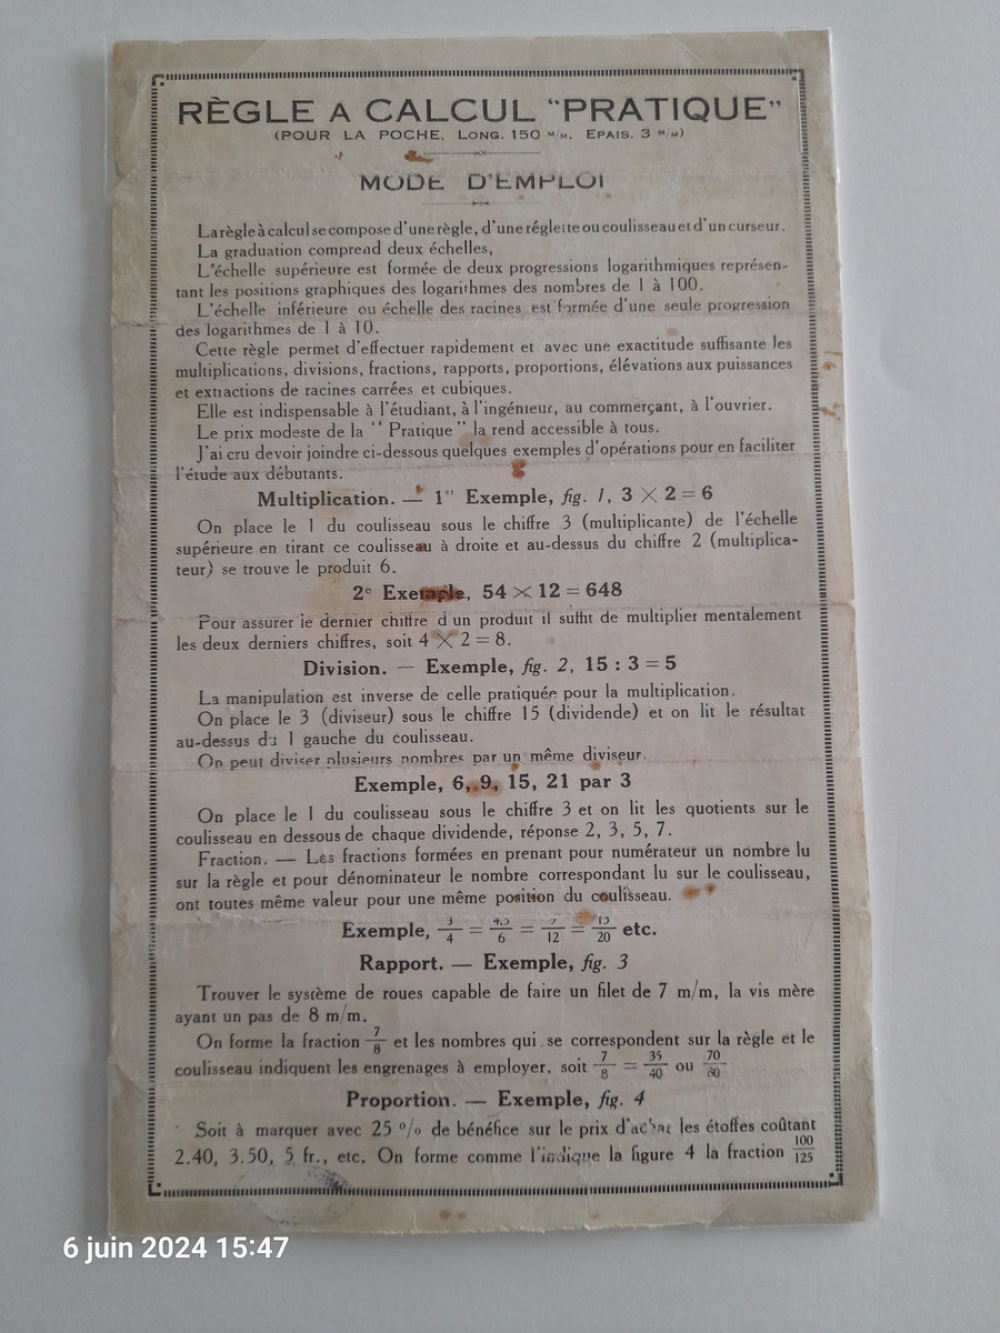 RÈGLE A CALCUL "PRATIQUE"
(POUR LA POCHE. LONG. 150 M/M. EPAIS. 3 M/M)
MODE D'EMPLOI
La règle à calcul se compose d'une règle, d'une réglette ou coulisseau et d'un curseur.
La graduation comprend deux échelles,
L'échelle supérieure est formée de deux progressions logarithmiques représen-
tant les positions graphiques des logarithmes des nombres de 1 à 100.
L'échelle inférieure ou échelle des racines est formée d'une seule progression
des logarithmes de 1 à 10.
Cette règle permet d'effectuer rapidement et avec une exactitude suffisante les
multiplications, divisions, fractions, rapports, proportions, élévations aux puissances
et extractions de racines carrées et cubiques.
Elle est indispensable à l'étudiant, à l'ingénieur, au commerçant, à l'ouvrier.
Le prix modeste de la "Pratique" la rend accessible à tous.
J'ai cru devoir joindre ci-dessous quelques exemples d'opérations pour en faciliter
l'étude aux débutants.
Multiplication. — 1er Exemple, fig. 1, 3 × 2 = 6
On place le 1 du coulisseau sous le chiffre 3 (multiplicante) de l'échelle
supérieure en tirant ce coulisseau à droite et au-dessus du chiffre 2 (multiplica-
teur) se trouve le produit 6.
2e Exemple, 54 × 12 = 648
Pour assurer le dernier chiffre d'un produit il suffit de multiplier mentalement
les deux derniers chiffres, soit 4 × 2 = 8.
Division. — Exemple, fig. 2, 15 : 3 = 5
La manipulation est inverse de celle pratiquée pour la multiplication.
On place le 3 (diviseur) sous le chiffre 15 (dividende) et on lit le résultat
au-dessus du 1 gauche du coulisseau.
On peut diviser plusieurs nombres par un même diviseur.
Exemple, 6, 9, 15, 21 par 3
On place le 1 du coulisseau sous le chiffre 3 et on lit les quotients sur le
coulisseau en dessous de chaque dividende, réponse 2, 3, 5, 7.
Fraction. — Les fractions formées en prenant pour numérateur un nombre lu
sur la règle et pour dénominateur le nombre correspondant lu sur le coulisseau,
ont toutes même valeur pour une même position du coulisseau.
Exemple, 3/4 = 4,5/6 = 9/12 = 15/20 etc.
Rapport. — Exemple, fig. 3
Trouver le système de roues capable de faire un filet de 7 m/m, la vis mère
ayant un pas de 8 m/m.
On forme la fraction 7/8 et les nombres qui se correspondent sur la règle et le
coulisseau indiquent les engrenages à employer, soit 7/8 = 35/40 ou 70/80
Proportion. — Exemple, fig. 4
Soit à marquer avec 25 % de bénéfice sur le prix d'achat les étoffes coûtant
2.40, 3.50, 5 fr., etc. On forme comme l'indique la figure 4 la fraction 100/125
6 juin 2024 15:47